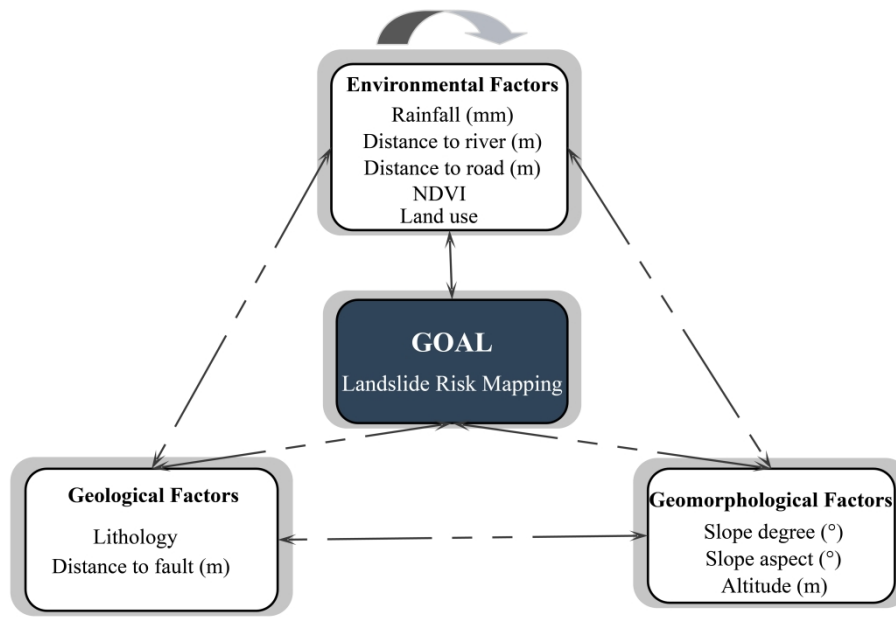 Environmental Factors
Rainfall (mm)
Distance to river (m)
Distance to road (m)
NDVI
Land use
GOAL
Landslide Risk Mapping
Geological Factors
Lithology
Distance to fault (m)
Geomorphological Factors
Slope degree (°)
Slope aspect (°)
Altitude (m)